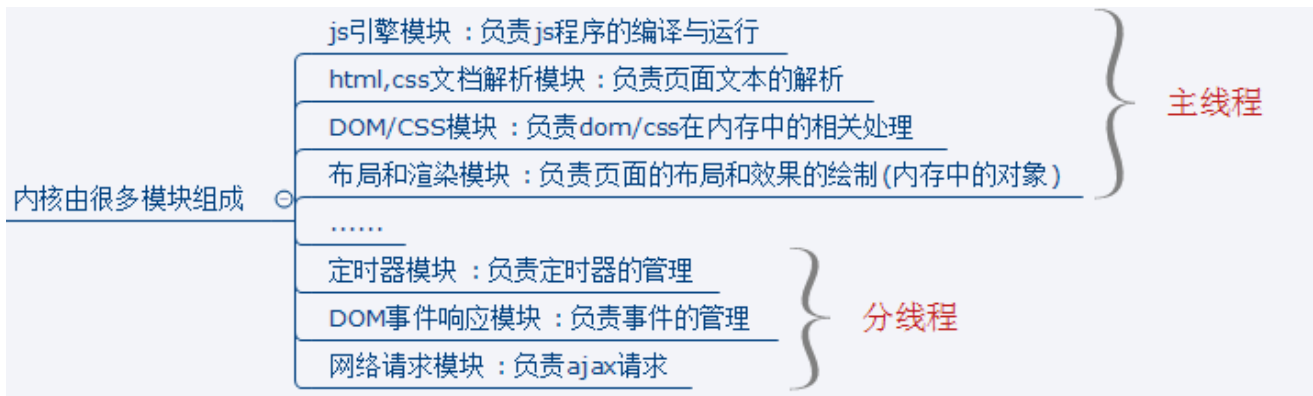 js引擎模块 : 负责js程序的编译与运行
html,css文档解析模块 : 负责页面文本的解析
DOM/CSS模块 : 负责dom/css在内存中的相关处理
布局和渲染模块 : 负责页面的布局和效果的绘制(内存中的对象)
主线程
内核由很多模块组成
......
定时器模块 : 负责定时器的管理
DOM事件响应模块 : 负责事件的管理
网络请求模块 : 负责ajax请求
分线程